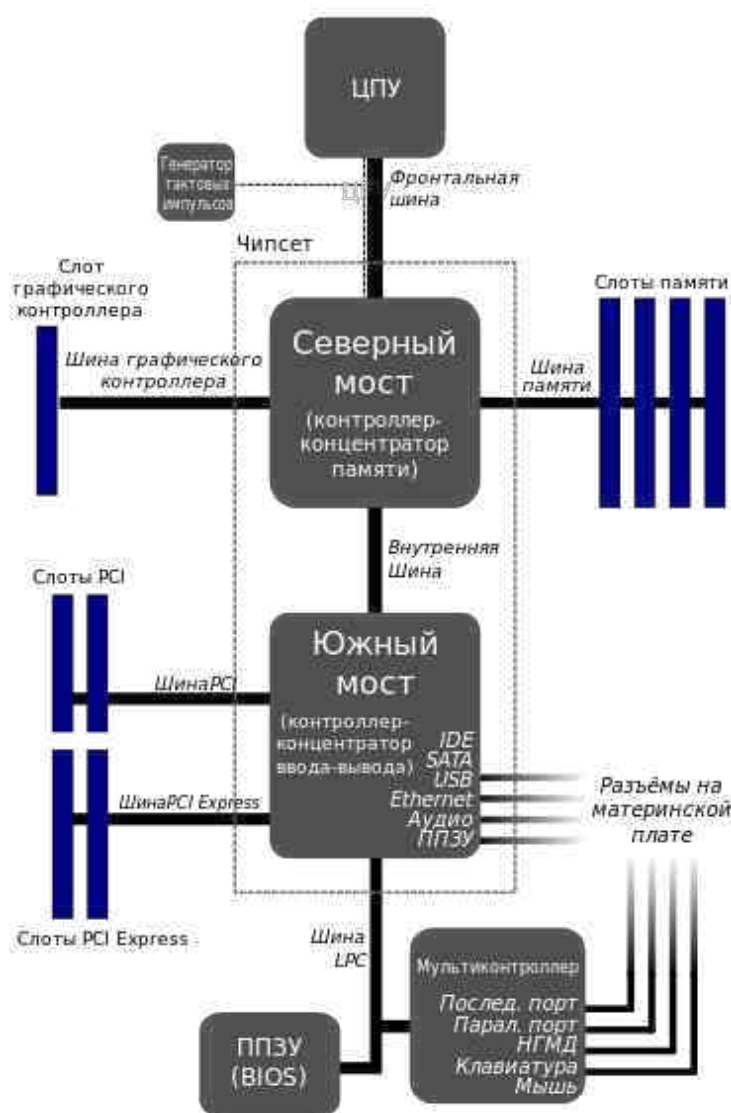 ЦПУ
Генератор
тактовых
импульсов
Фронтальная
шина
Чипсет
Слот
графического
контроллера
Слоты памяти
Шина графического
контроллера
Северный
мост
(контроллер-
концентратор
памяти)
Шина
памяти
Внутренняя
Шина
Слоты PCI
ШинаPCI
Южный
мост
(контроллер-
концентратор
ввода-вывода)
IDE
SATA
USB
Ethernet
Аудио
ППЗУ
Разъёмы на
материнской
плате
ШинаPCI Express
Слоты PCI Express
Шина
LPC
Мультиконтроллер
Послед. порт
Парал. порт
НГМД
Клавиатура
Мышь
ППЗУ
(BIOS)